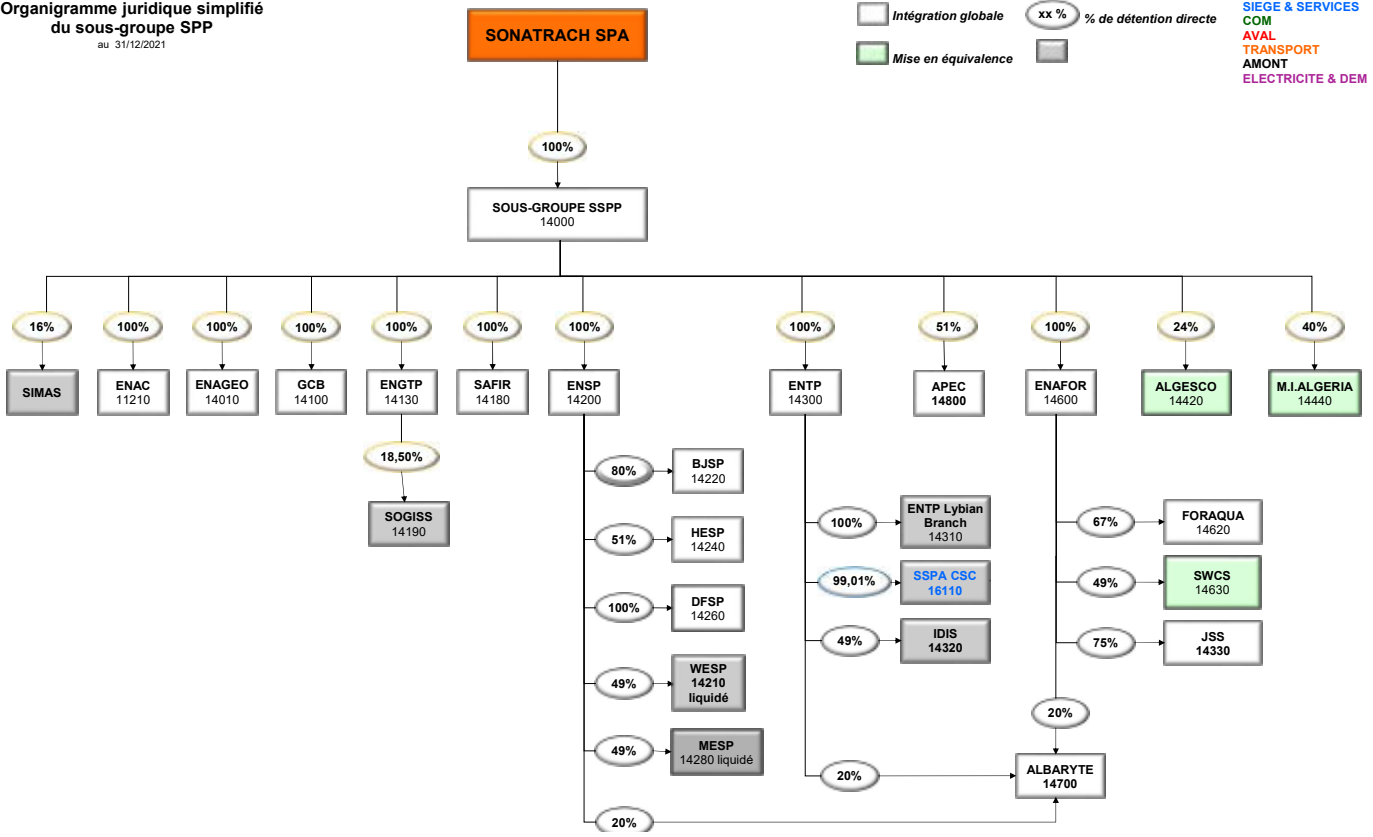 Organigramme juridique simplifié
du sous-groupe SPP
au 31/12/2021
SONATRACH SPA
Intégration globale
xx %
% de détention directe
Mise en équivalence
SIEGE & SERVICES
COM
AVAL
TRANSPORT
AMONT
ELECTRICITE & DEM
100%
SOUS-GROUPE SSPP
14000
16%
100%
100%
100%
100%
100%
100%
100%
51%
100%
24%
40%
SIMAS
ENAC
11210
ENAGEO
14010
GCB
14100
ENGTP
14130
SAFIR
14180
ENSP
14200
ENTP
14300
APEC
14800
ENAFOR
14600
ALGESCO
14420
M.I.ALGERIA
14440
18,50%
SOGISS
14190
80%
BJSP
14220
51%
HESP
14240
100%
DFSP
14260
49%
WESP
14210
liquidé
49%
MESP
14280 liquidé
20%
100%
ENTP Lybian
Branch
14310
99,01%
SSPA CSC
16110
49%
IDIS
14320
20%
67%
FORAQUA
14620
49%
SWCS
14630
75%
JSS
14330
20%
ALBARYTE
14700